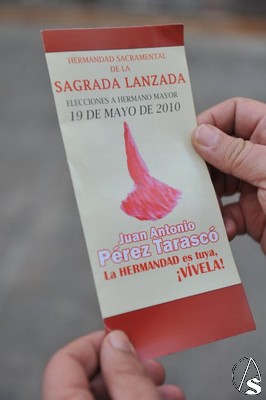 HERMANDAD SACRAMENTAL
DE LA
SAGRADA LANZADA
ELECCIONES A HERMANO MAYOR
19 DE MAYO DE 2010
Juan Antonio
Pérez Tarascó
La HERMANDAD es tuya,
¡VÍVELA!
AS